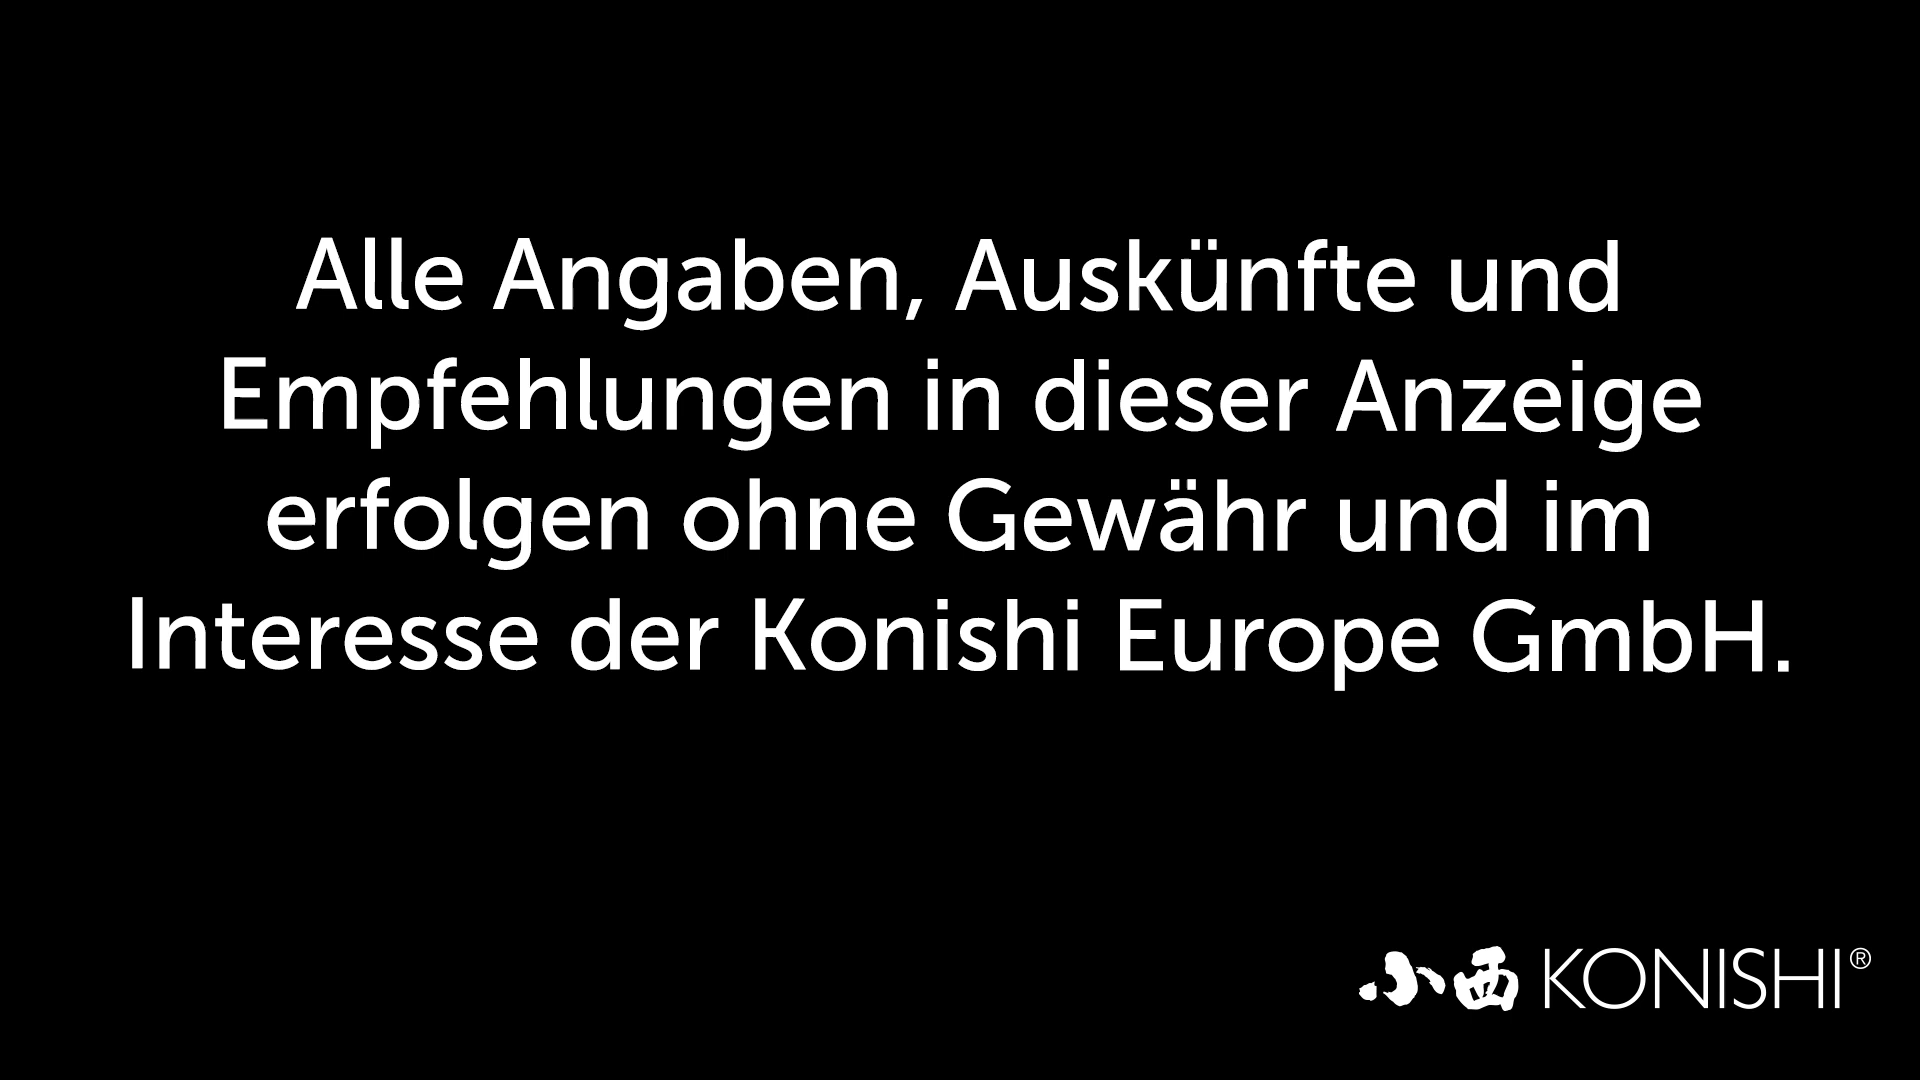 Alle Angaben, Auskünfte und
Empfehlungen in dieser Anzeige
erfolgen ohne Gewähr und im
Interesse der Konishi Europe GmbH.
小西 KONISHI®